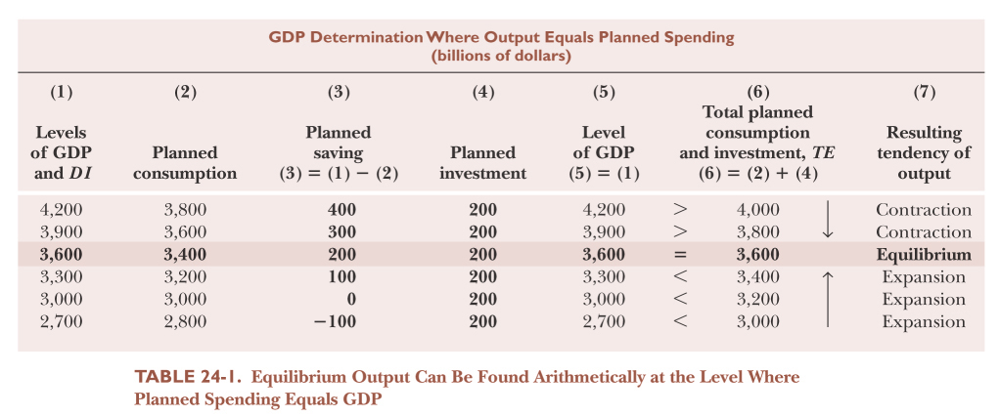 GDP Determination Where Output Equals Planned Spending
(billions of dollars)
(1) (2) (3) (4) (5) (6) (7)
Total planned
Levels Planned Level consumption Resulting
of GDP Planned saving Planned of GDP and investment, TE tendency of
and DI consumption (3) = (1) − (2) investment (5) = (1) (6) = (2) + (4) output
4,200 3,800 400 200 4,200 > 4,000 ↓ Contraction
3,900 3,600 300 200 3,900 > 3,800 Contraction
3,600 3,400 200 200 3,600 = 3,600 Equilibrium
3,300 3,200 100 200 3,300 < 3,400 ↑ Expansion
3,000 3,000 0 200 3,000 < 3,200 Expansion
2,700 2,800 −100 200 2,700 < 3,000 Expansion
TABLE 24-1. Equilibrium Output Can Be Found Arithmetically at the Level Where
Planned Spending Equals GDP